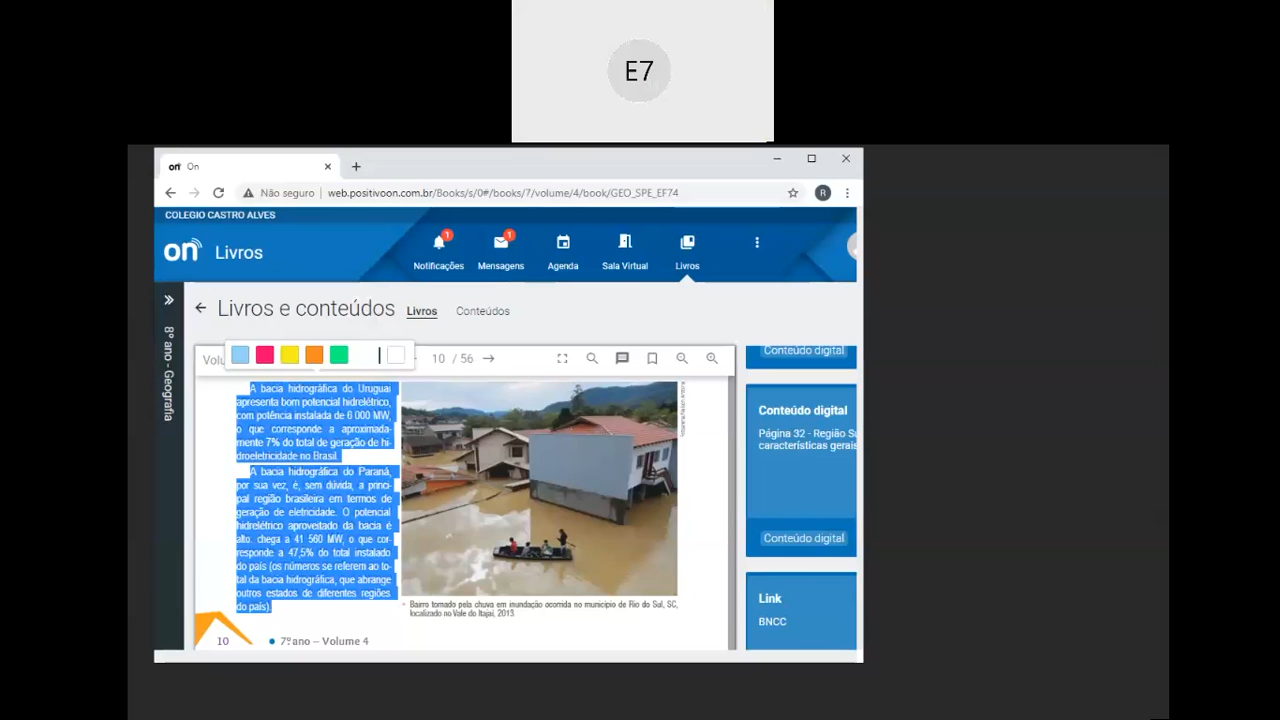 E7
On
Não seguro
web.positivoon.com.br/Books/s/0#/books/7/volume/4/book/GEO_SPE_EF74
R
COLEGIO CASTRO ALVES
on
Livros
1
1
Notificações
Mensagens
Agenda
Sala Virtual
Livros
8º ano - Geografia
Livros e conteúdos
Livros
Conteúdos
Volu
10 / 56
A bacia hidrográfica do Uruguai
apresenta bom potencial hidrelétrico,
com potência instalada de 6 000 MW,
o que corresponde a aproximada-
mente 7% do total de geração de hi-
droeletricidade no Brasil.
A bacia hidrográfica do Paraná,
por sua vez, é, sem dúvida, a princi-
pal região brasileira em termos de
geração de eletricidade. O potencial
hidrelétrico aproveitado da bacia é
alto. chega a 41 560 MW, o que cor-
responde a 47,5% do total instalado
do país (os números se referem ao to-
tal da bacia hidrográfica, que abrange
outros estados de diferentes regiões
do país).
Bairro tomado pela chuva em inundação ocorrida no município de Rio do Sul, SC,
localizado no Vale do Itajaí, 2013.
10
7º ano – Volume 4
Conteúdo digital
Conteúdo digital
Página 32 - Região Su
características gerais
Conteúdo digital
Link
BNCC